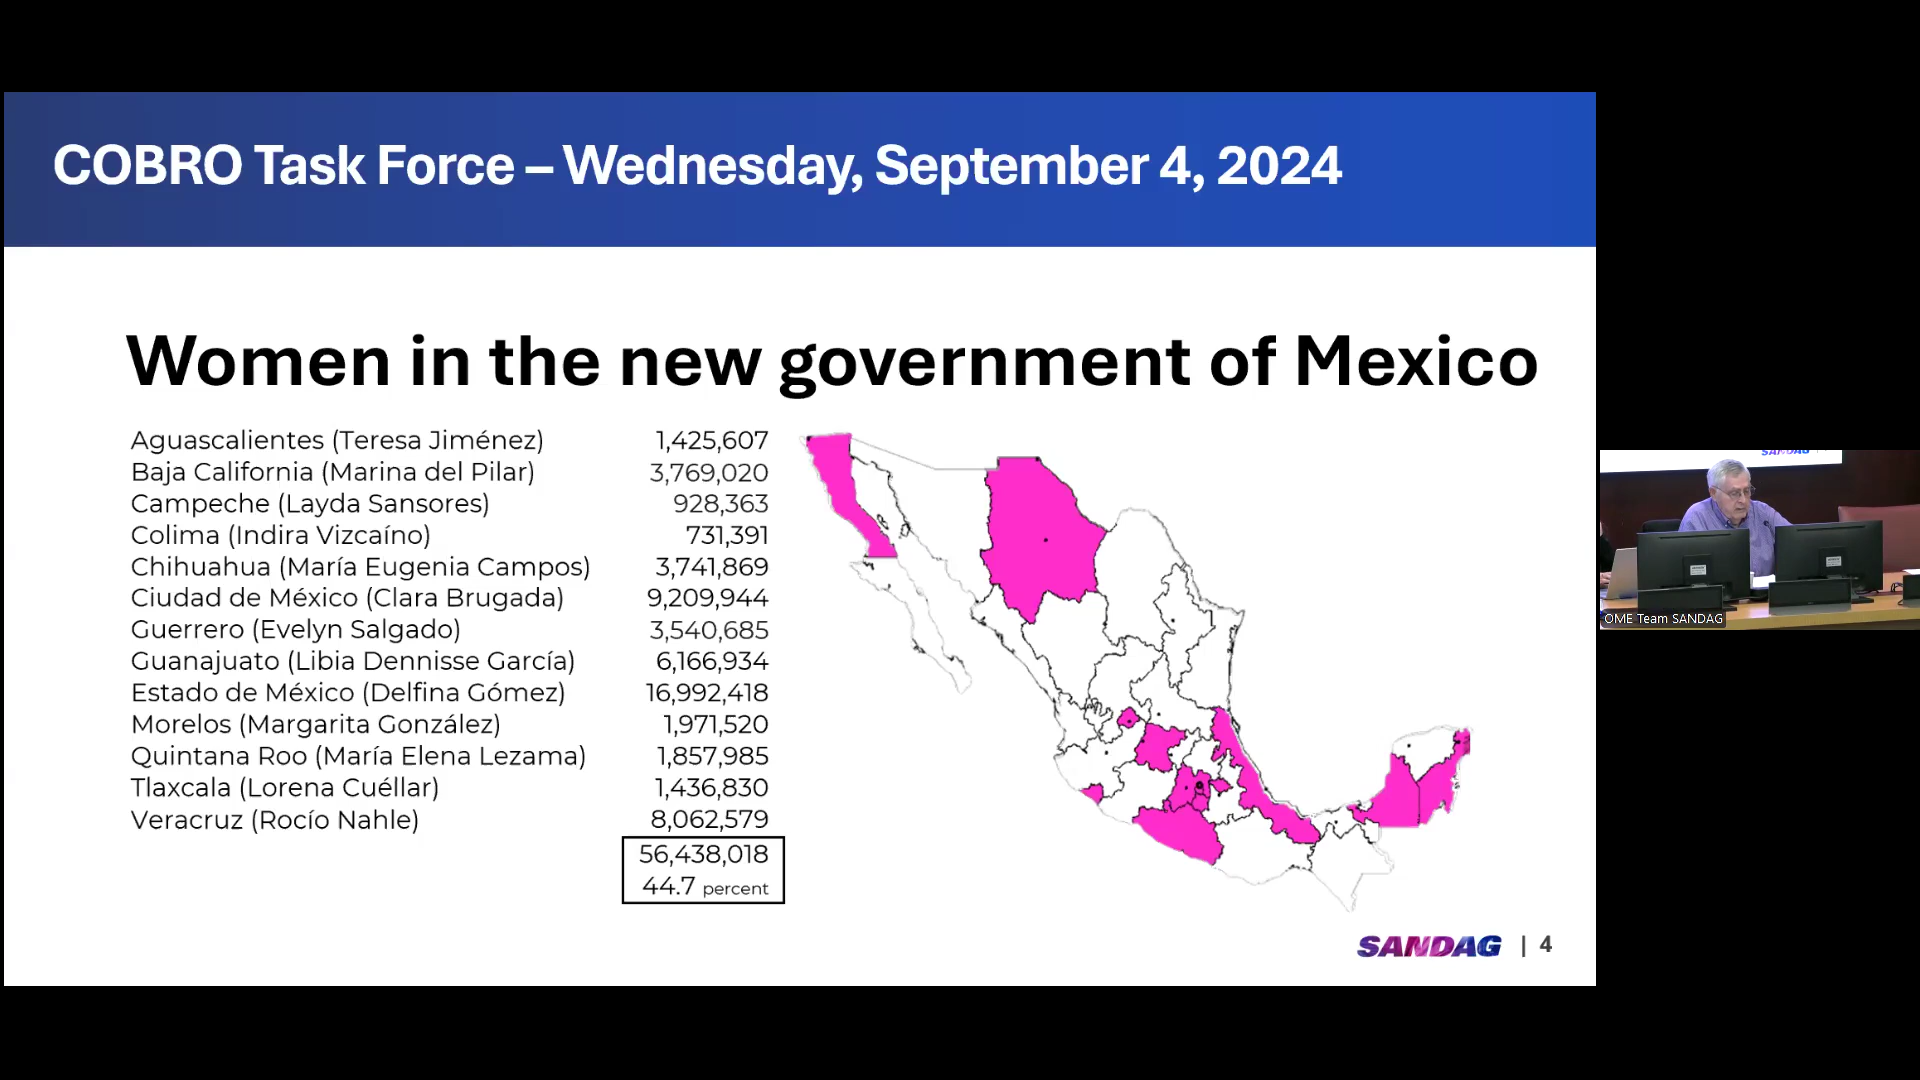 COBRO Task Force – Wednesday, September 4, 2024
Women in the new government of Mexico
Aguascalientes (Teresa Jiménez) 1,425,607
Baja California (Marina del Pilar) 3,769,020
Campeche (Layda Sansores) 928,363
Colima (Indira Vizcaíno) 731,391
Chihuahua (María Eugenia Campos) 3,741,869
Ciudad de México (Clara Brugada) 9,209,944
Guerrero (Evelyn Salgado) 3,540,685
Guanajuato (Libia Dennisse García) 6,166,934
Estado de México (Delfina Gómez) 16,992,418
Morelos (Margarita González) 1,971,520
Quintana Roo (María Elena Lezama) 1,857,985
Tlaxcala (Lorena Cuéllar) 1,436,830
Veracruz (Rocío Nahle) 8,062,579
56,438,018
44.7 percent
SANDAG | 4
SANDAG
OME Team SANDAG